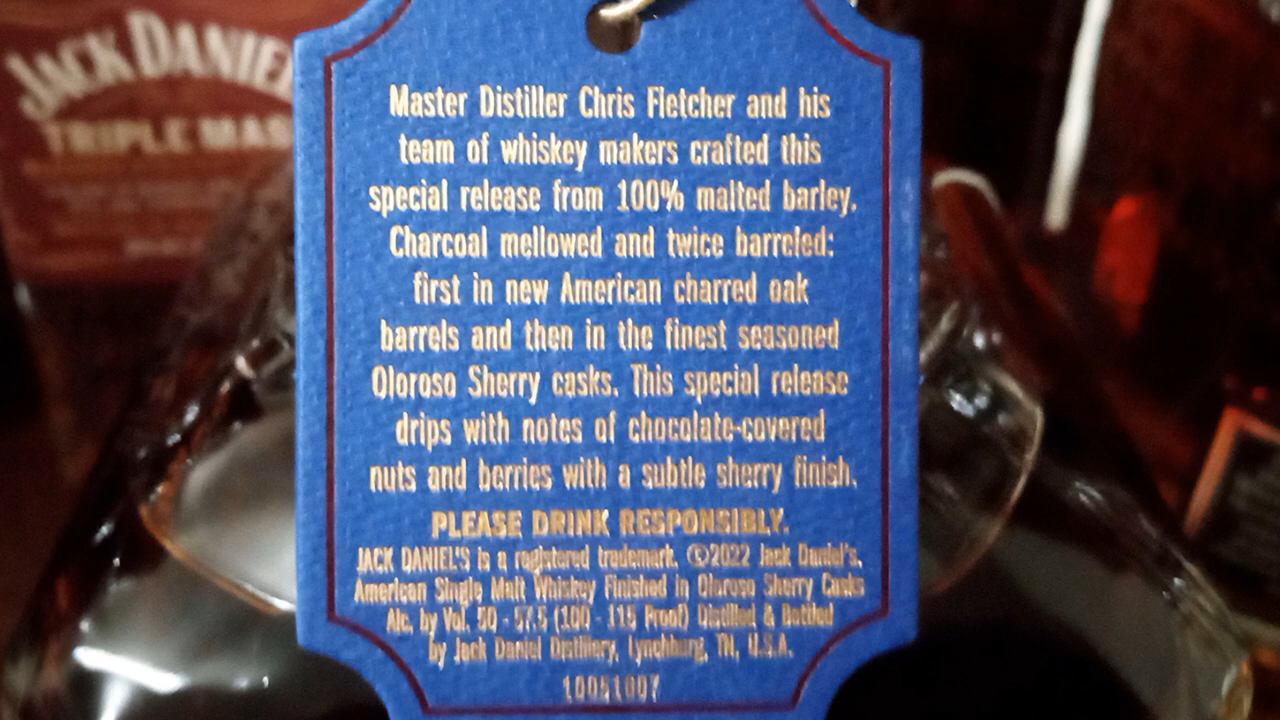 JACK DANIEL
TRIPLE MAS
Master Distiller Chris Fletcher and his
team of whiskey makers crafted this
special release from 100% malted barley.
Charcoal mellowed and twice barreled:
first in new American charred oak
barrels and then in the finest seasoned
Oloroso Sherry casks. This special release
drips with notes of chocolate-covered
nuts and berries with a subtle sherry finish.
PLEASE DRINK RESPONSIBLY.
JACK DANIEL'S is a registered trademark. ©2022 Jack Daniel's.
American Single Malt Whiskey Finished in Oloroso Sherry Casks
Alc. by Vol. 50 - 57.5 (100 - 115 Proof) Distilled & Bottled
by Jack Daniel Distillery, Lynchburg, TN, U.S.A.
10051007